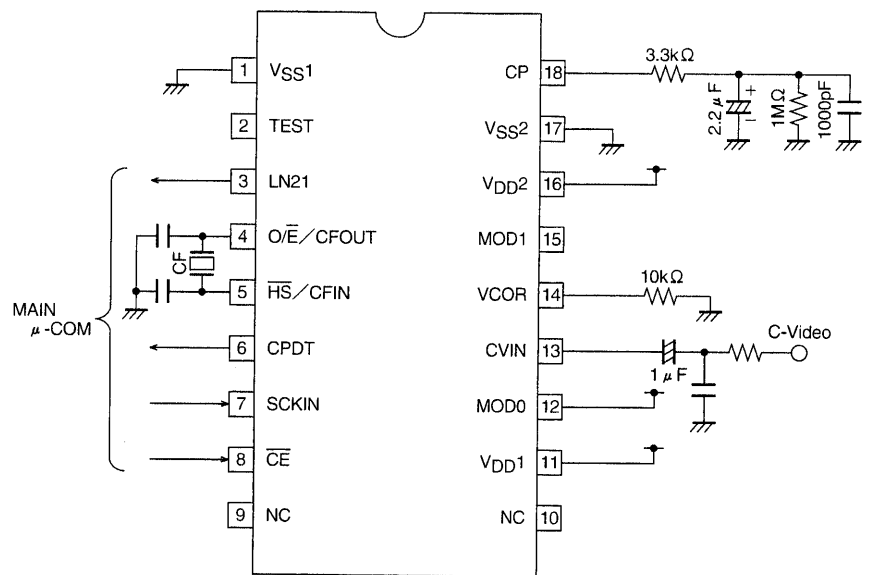 1 VSS1
2 TEST
3 LN21
4 O/E̅/CFOUT
CF
5 H̅S̅/CFIN
6 CPDT
7 SCKIN
8 C̅E̅
9 NC
MAIN
μ-COM
CP 18
3.3kΩ
2.2μF
+
−
1MΩ
1000pF
VSS2 17
VDD2 16
MOD1 15
VCOR 14
10kΩ
CVIN 13
1μF
C-Video
MOD0 12
VDD1 11
NC 10